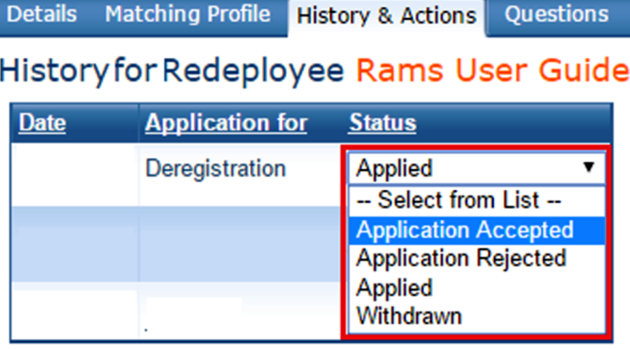 Details Matching Profile History & Actions Questions
History for Redeployee Rams User Guide
Date Application for Status
Deregistration Applied ▼
-- Select from List --
Application Accepted
Application Rejected
Applied
Withdrawn
.